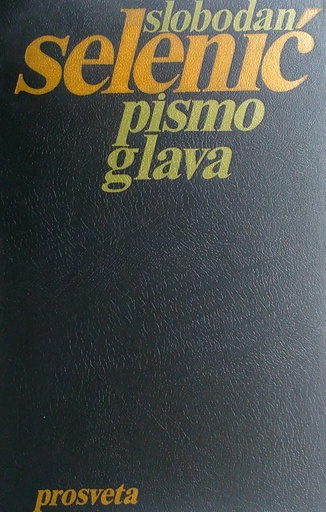 slobodan
selenić
pismo
glava
prosveta